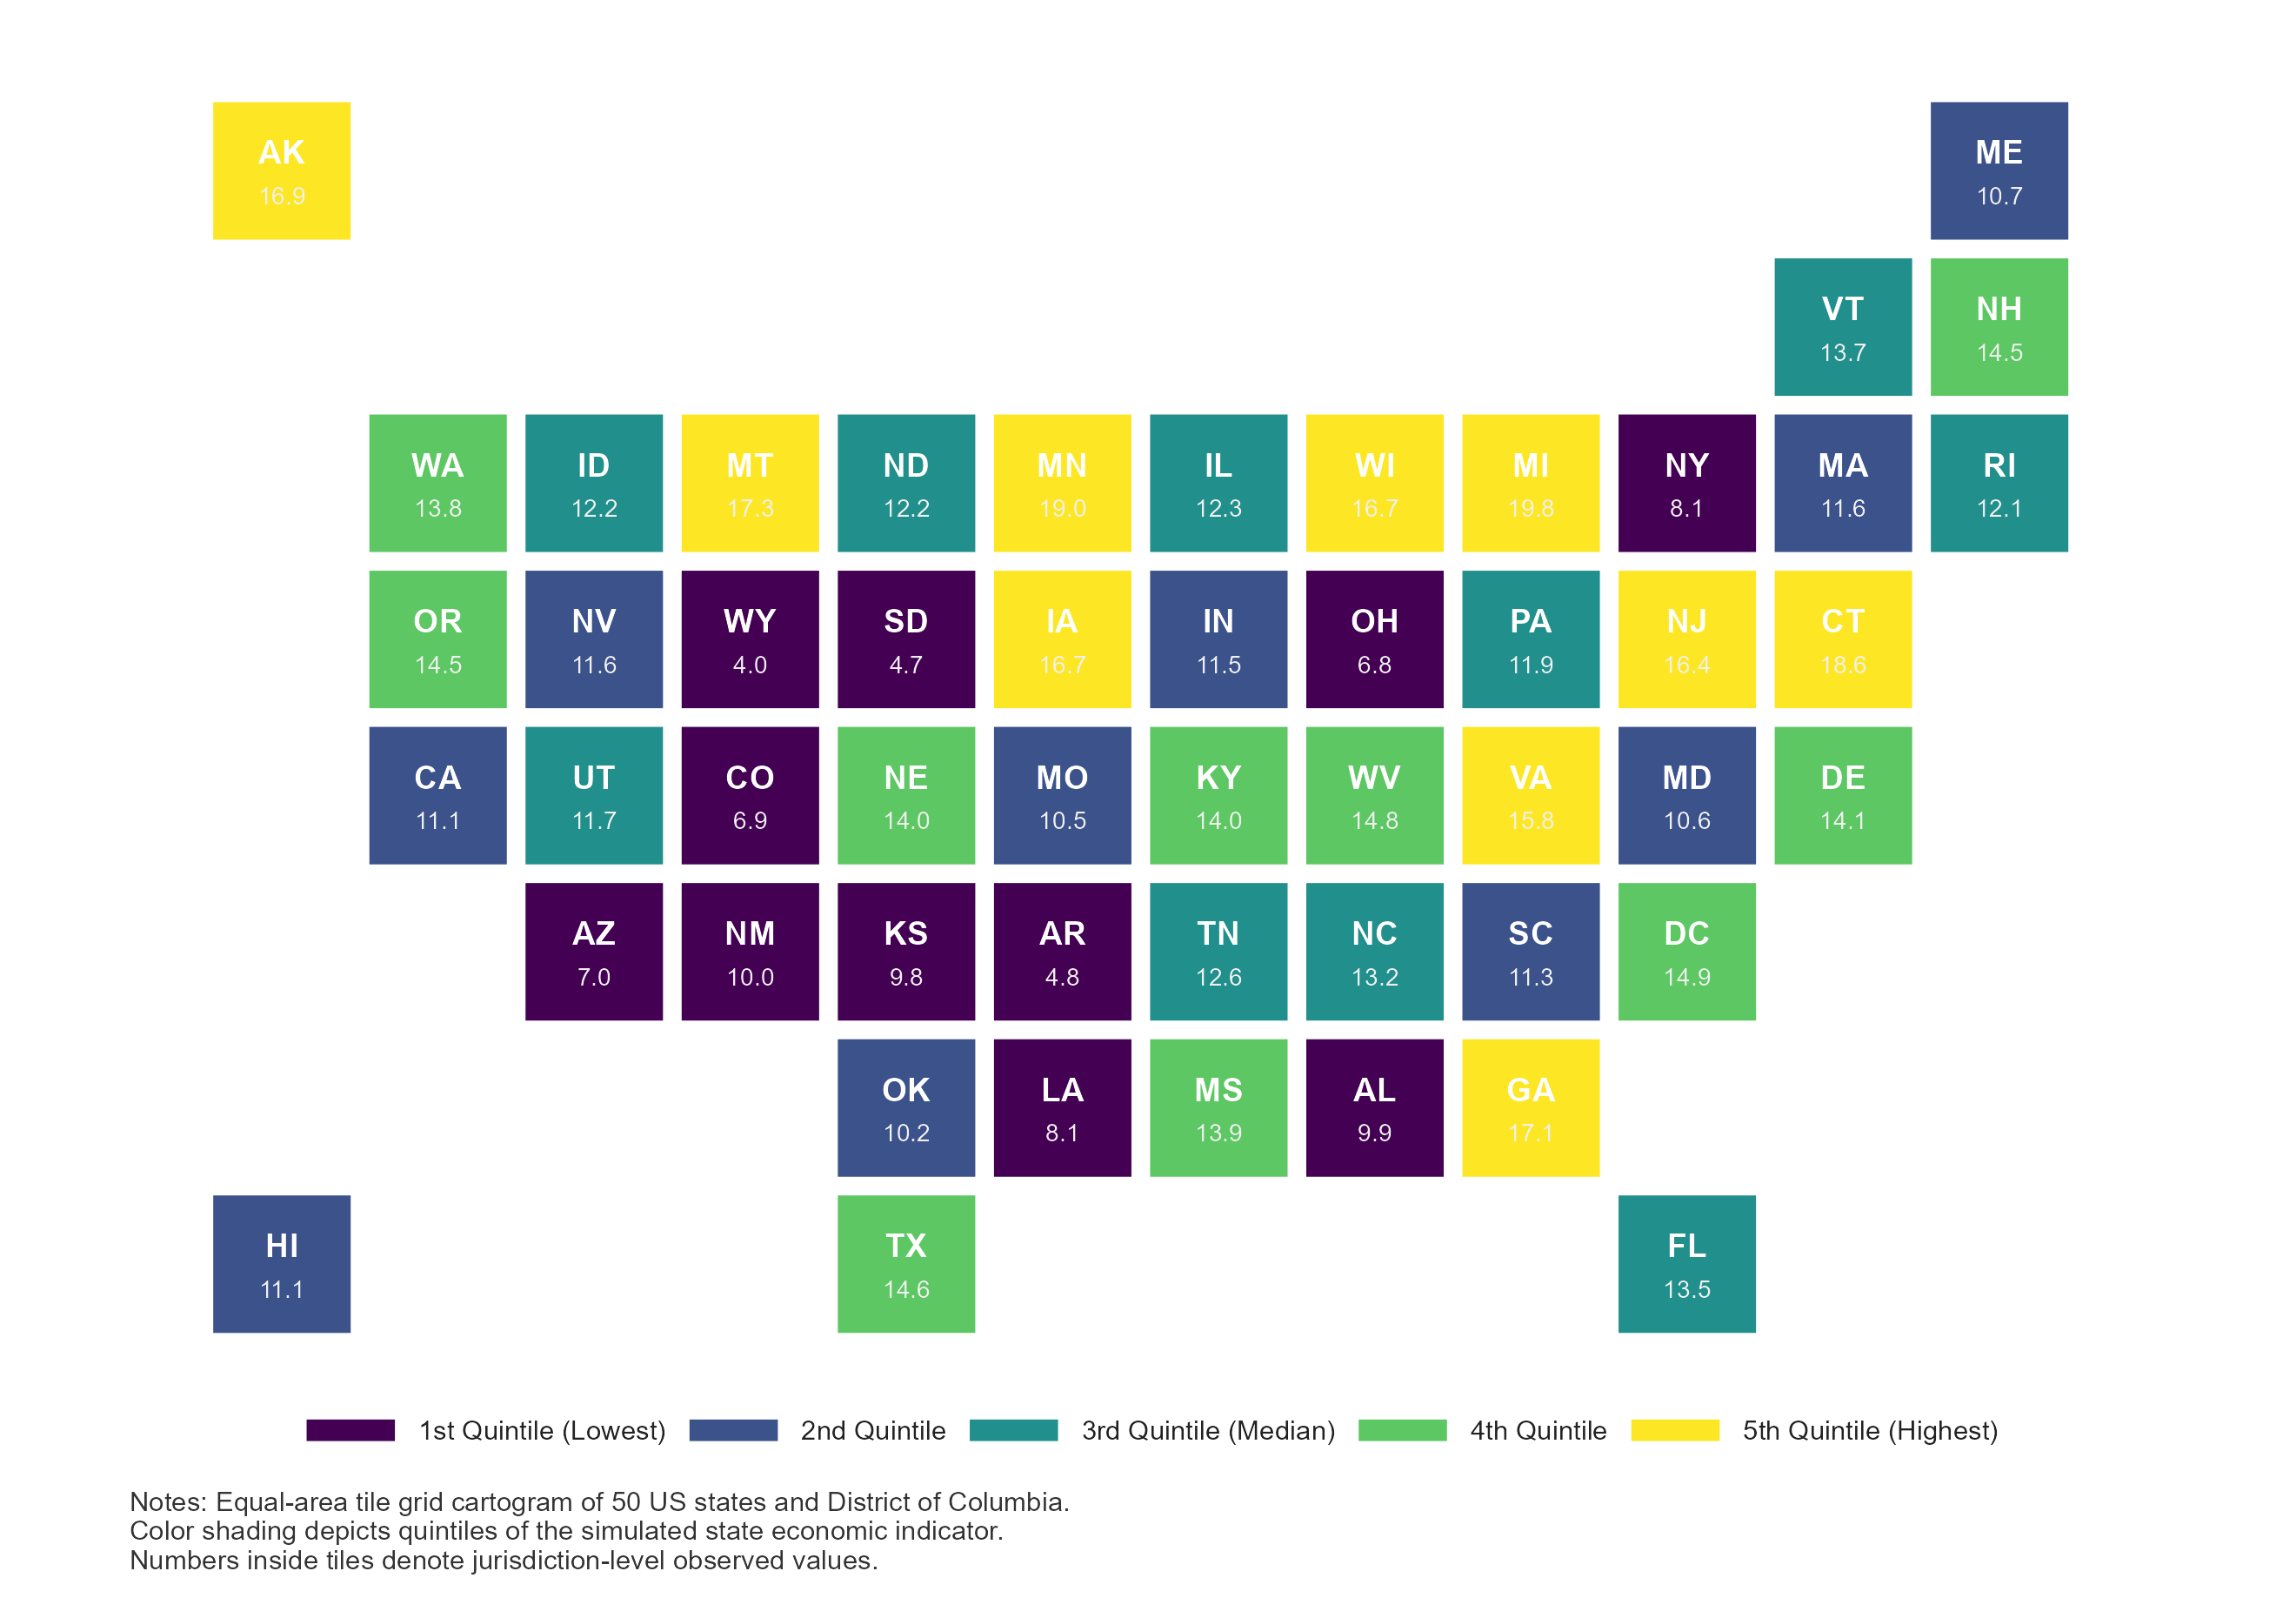 AK
16.9
ME
10.7
VT
13.7
NH
14.5
WA
13.8
ID
12.2
MT
17.3
ND
12.2
MN
19.0
IL
12.3
WI
16.7
MI
19.8
NY
8.1
MA
11.6
RI
12.1
OR
14.5
NV
11.6
WY
4.0
SD
4.7
IA
16.7
IN
11.5
OH
6.8
PA
11.9
NJ
16.4
CT
18.6
CA
11.1
UT
11.7
CO
6.9
NE
14.0
MO
10.5
KY
14.0
WV
14.8
VA
15.8
MD
10.6
DE
14.1
AZ
7.0
NM
10.0
KS
9.8
AR
4.8
TN
12.6
NC
13.2
SC
11.3
DC
14.9
OK
10.2
LA
8.1
MS
13.9
AL
9.9
GA
17.1
HI
11.1
TX
14.6
FL
13.5
1st Quintile (Lowest)
2nd Quintile
3rd Quintile (Median)
4th Quintile
5th Quintile (Highest)
Notes: Equal-area tile grid cartogram of 50 US states and District of Columbia.
Color shading depicts quintiles of the simulated state economic indicator.
Numbers inside tiles denote jurisdiction-level observed values.